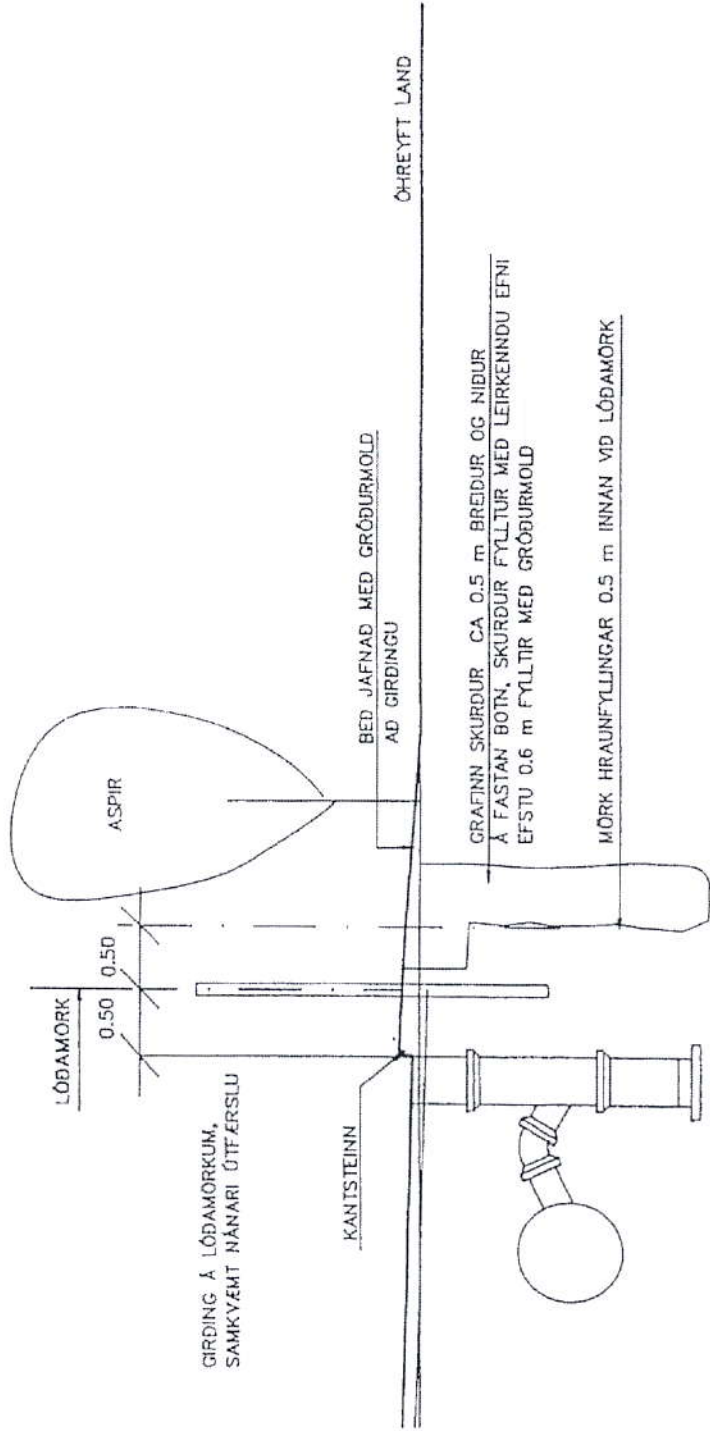 LÓÐAMÖRK
0.50
0.50
GIRÐING Á LÓÐAMÖRKUM,
SAMKVÆMT NÁNARI ÚTFÆRSLU
KANTSTEINN
ASPIR
BEÐ JAFNAÐ MEÐ GRÓÐURMOLD
AÐ GIRÐINGU
ÓHREYFT LAND
GRAFINN SKURÐUR CA 0.5 m BREIÐUR OG NIÐUR
Á FASTAN BOTN, SKURÐUR FYLLTUR MEÐ LEIRKENNDU EFNI
EFSTU 0.6 m FYLLTIR MEÐ GRÓÐURMOLD
MÖRK HRAUNFYLLINGAR 0.5 m INNAN VIÐ LÓÐAMÖRK